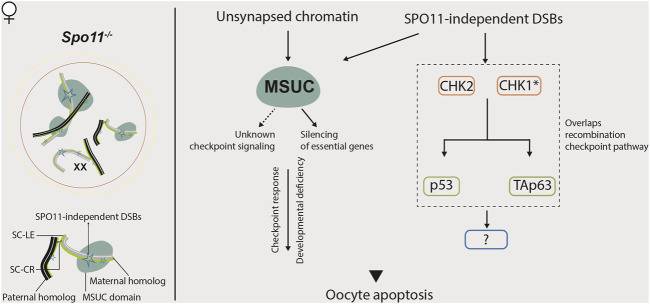 Spo11-/-
XX
SPO11-independent DSBs
SC-LE
SC-CR
Maternal homolog
Paternal homolog
MSUC domain
Unsynapsed chromatin
SPO11-independent DSBs
MSUC
Unknown
checkpoint signaling
Silencing
of essential genes
Checkpoint response
Developmental deficiency
CHK2
CHK1*
Overlaps
recombination
checkpoint pathway
p53
TAp63
?
Oocyte apoptosis